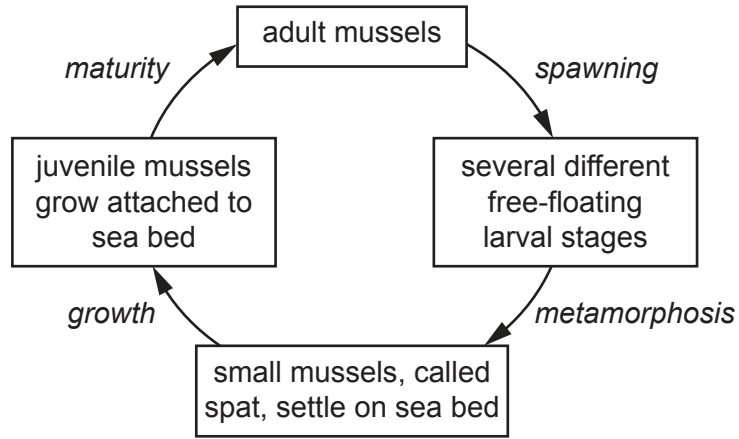 adult mussels
spawning
several different
free-floating
larval stages
metamorphosis
small mussels, called
spat, settle on sea bed
growth
juvenile mussels
grow attached to
sea bed
maturity